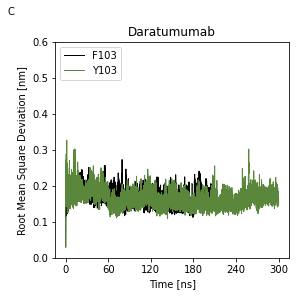 C
Daratumumab
F103
Y103
Root Mean Square Deviation [nm]
0.6
0.5
0.4
0.3
0.2
0.1
0.0
0 60 120 180 240 300
Time [ns]